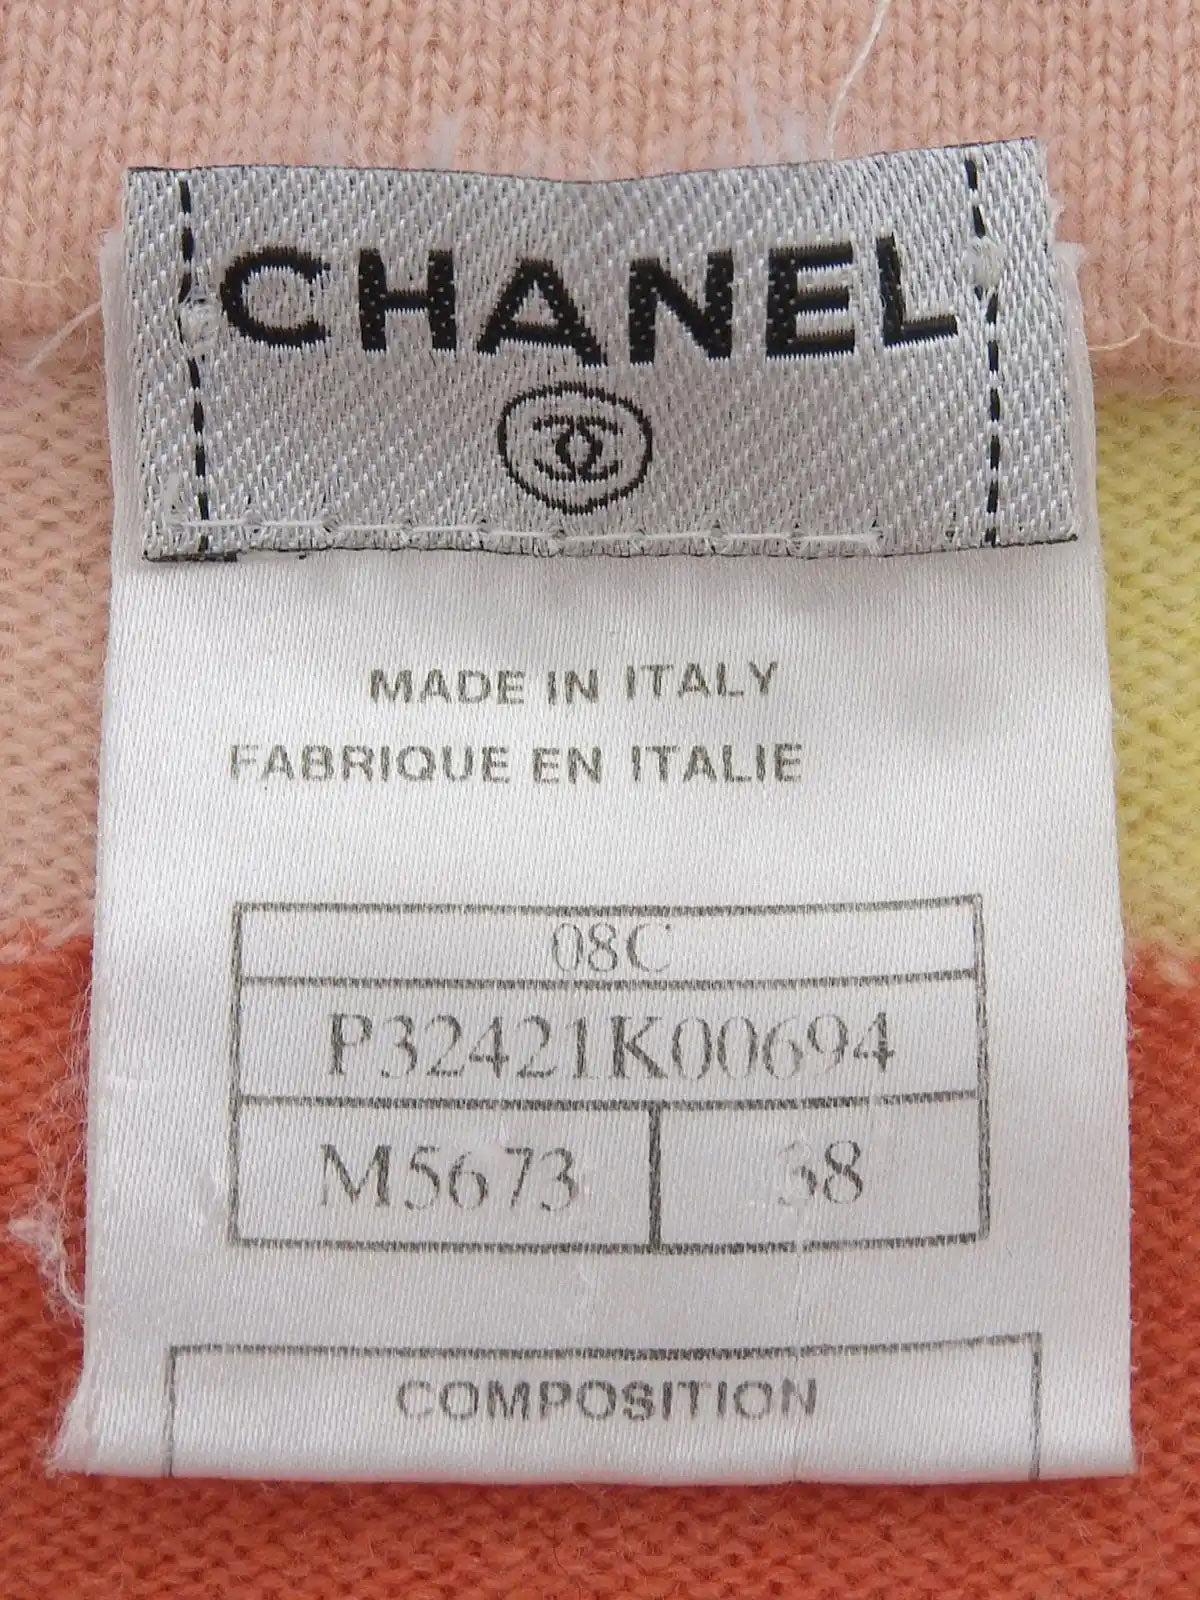 CHANEL
MADE IN ITALY
FABRIQUE EN ITALIE
08C
P32421K00694
M5673 38
COMPOSITION